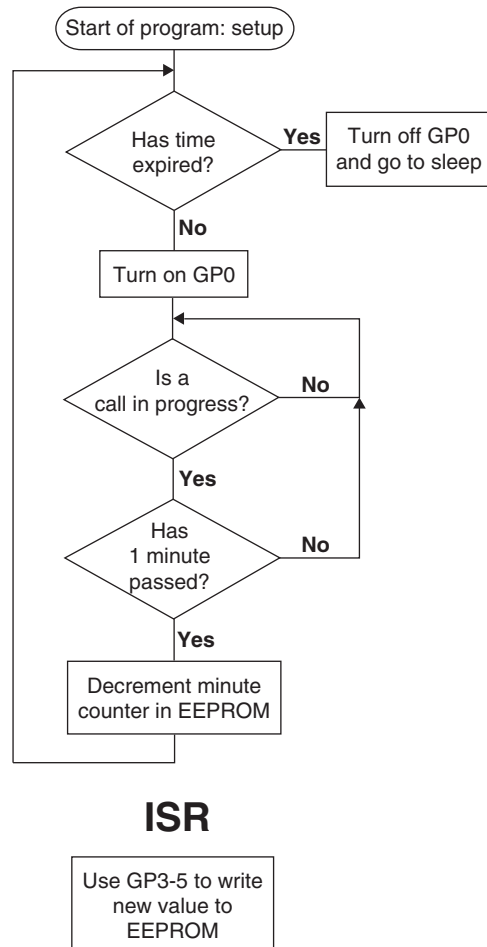 Start of program: setup
Has time
expired?
Yes
Turn off GP0
and go to sleep
No
Turn on GP0
Is a
call in progress?
No
Yes
Has
1 minute
passed?
No
Yes
Decrement minute
counter in EEPROM
ISR
Use GP3-5 to write
new value to
EEPROM